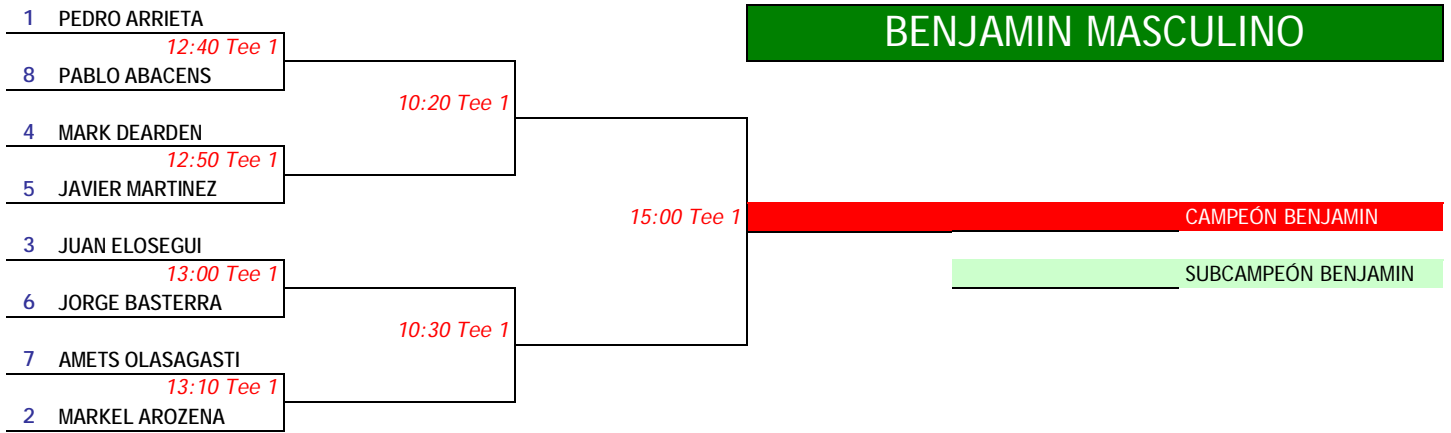 1 PEDRO ARRIETA
BENJAMIN MASCULINO
12:40 Tee 1
8 PABLO ABACENS
10:20 Tee 1
4 MARK DEARDEN
12:50 Tee 1
5 JAVIER MARTINEZ
15:00 Tee 1
CAMPEÓN BENJAMIN
3 JUAN ELOSEGUI
13:00 Tee 1
SUBCAMPEÓN BENJAMIN
6 JORGE BASTERRA
10:30 Tee 1
7 AMETS OLASAGASTI
13:10 Tee 1
2 MARKEL AROZENA